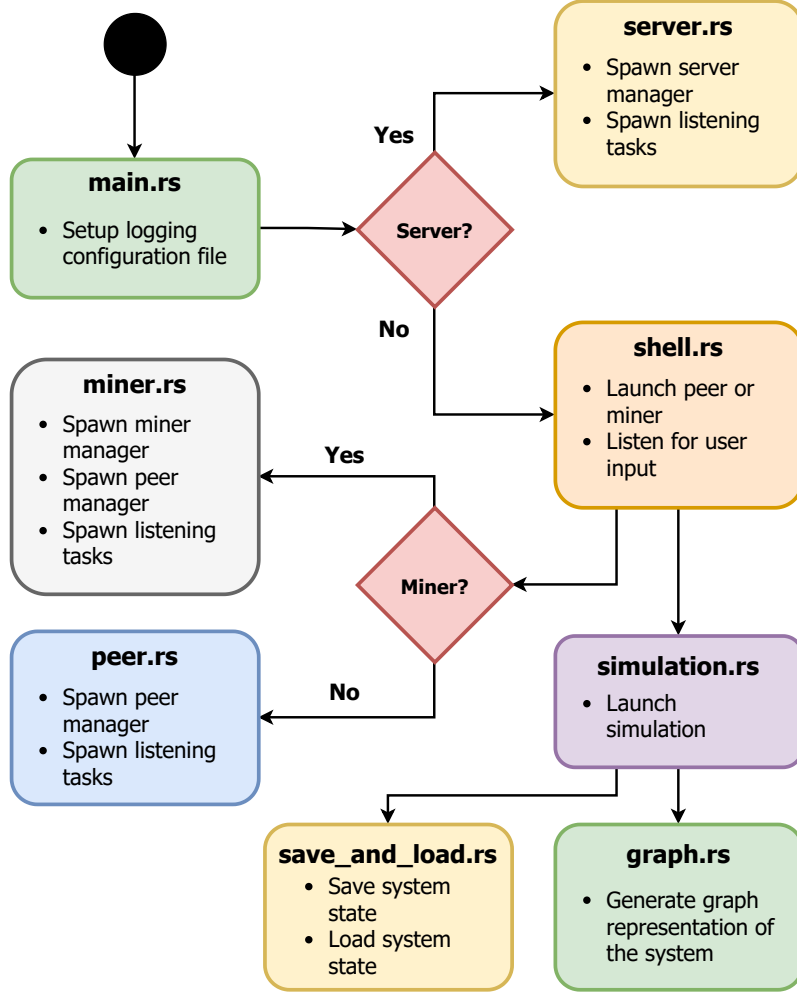 server.rs
• Spawn server
manager
• Spawn listening
tasks
Yes
main.rs
• Setup logging
configuration file
Server?
No
shell.rs
• Launch peer or
miner
• Listen for user
input
miner.rs
• Spawn miner
manager
• Spawn peer
manager
• Spawn listening
tasks
Yes
Miner?
No
peer.rs
• Spawn peer
manager
• Spawn listening
tasks
simulation.rs
• Launch
simulation
save_and_load.rs
• Save system
state
• Load system
state
graph.rs
• Generate graph
representation of
the system